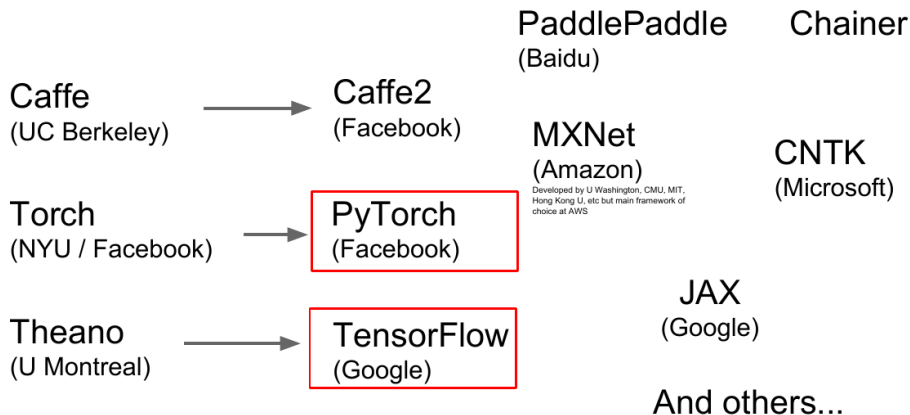 PaddlePaddle
(Baidu)
Chainer
Caffe
(UC Berkeley)
Caffe2
(Facebook)
MXNet
(Amazon)
Developed by U Washington, CMU, MIT,
Hong Kong U, etc but main framework of
choice at AWS
CNTK
(Microsoft)
Torch
(NYU / Facebook)
PyTorch
(Facebook)
JAX
(Google)
Theano
(U Montreal)
TensorFlow
(Google)
And others...